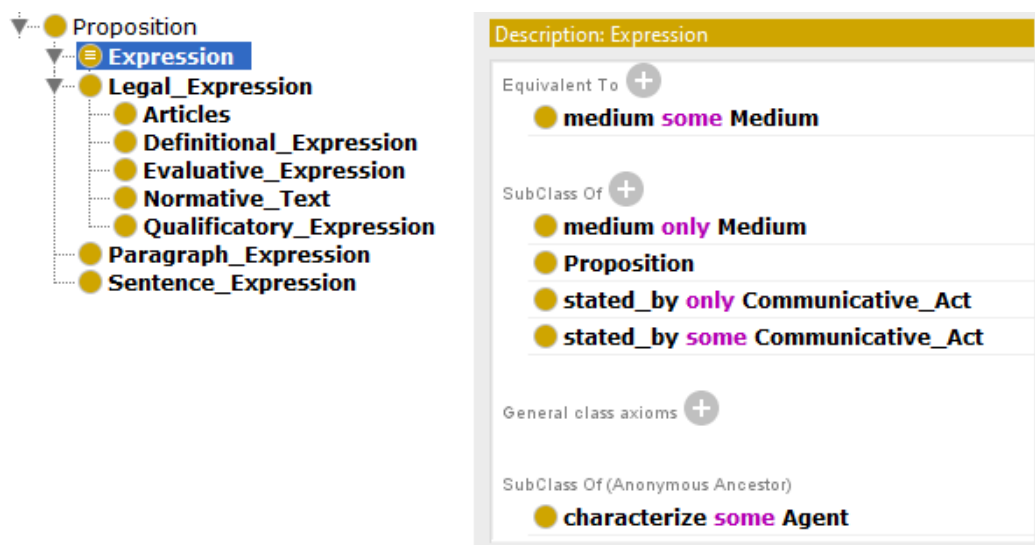 Proposition
Expression
Legal_Expression
Articles
Definitional_Expression
Evaluative_Expression
Normative_Text
Qualificatory_Expression
Paragraph_Expression
Sentence_Expression
Description: Expression
Equivalent To
medium some Medium
SubClass Of
medium only Medium
Proposition
stated_by only Communicative_Act
stated_by some Communicative_Act
General class axioms
SubClass Of (Anonymous Ancestor)
characterize some Agent